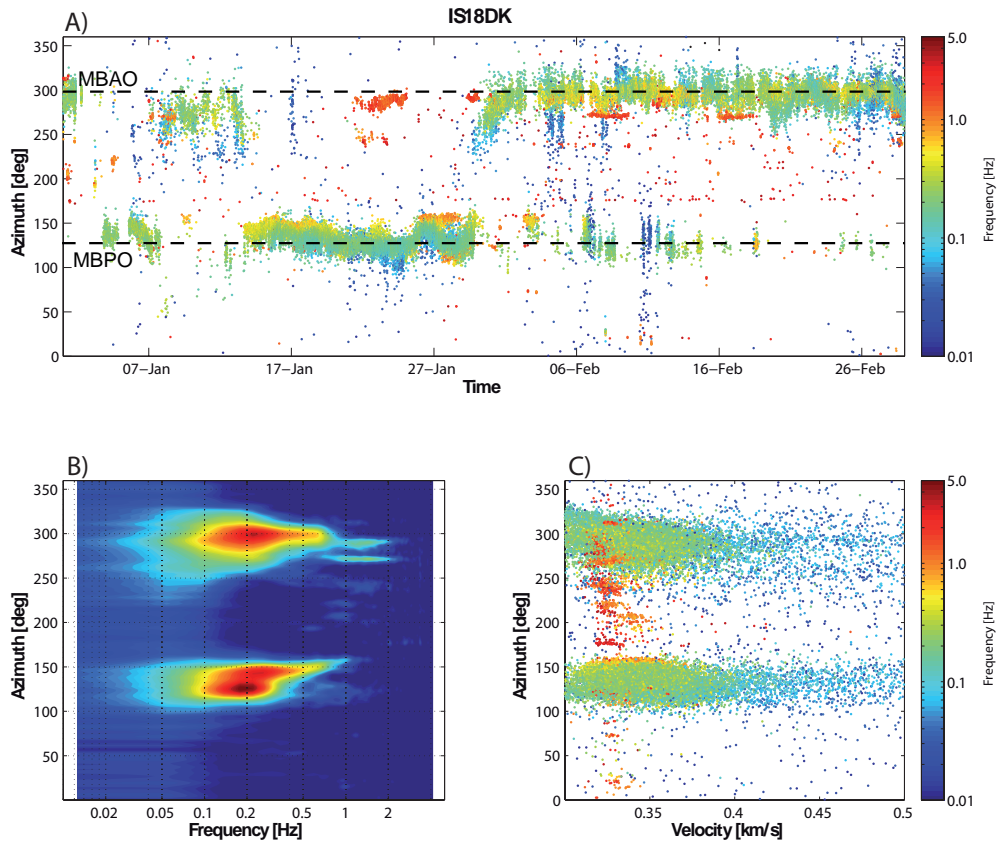 IS18DK
A)
MBAO
MBPO
Azimuth [deg]
350
300
250
200
150
100
50
0
07−Jan
17−Jan
27−Jan
06−Feb
16−Feb
26−Feb
Time
5.0
1.0
0.1
0.01
Frequency [Hz]
B)
Azimuth [deg]
350
300
250
200
150
100
50
0
0.02
0.05
0.1
0.2
0.5
1
2
Frequency [Hz]
C)
Azimuth [deg]
350
300
250
200
150
100
50
0
0.35
0.4
0.45
0.5
Velocity [km/s]
5.0
1.0
0.1
0.01
Frequency [Hz]